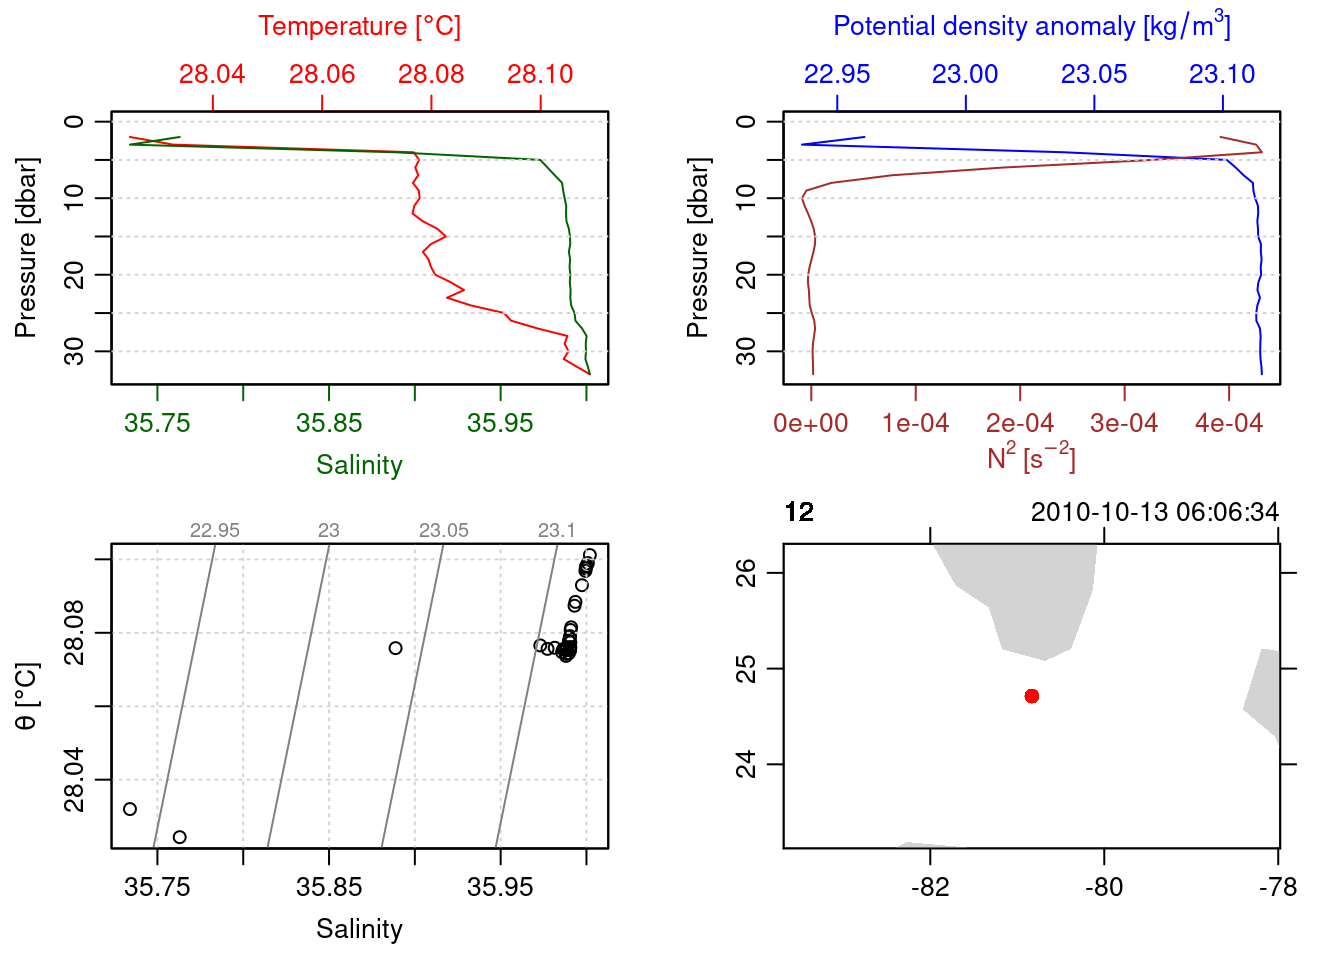 Temperature [°C]
28.04 28.06 28.08 28.10
0
10
20
30
Pressure [dbar]
35.75 35.85 35.95
Salinity
Potential density anomaly [kg/m³]
22.95 23.00 23.05 23.10
0
10
20
30
Pressure [dbar]
0e+00 1e-04 2e-04 3e-04 4e-04
N² [s⁻²]
22.95 23 23.05 23.1
28.08
28.04
θ [°C]
35.75 35.85 35.95
Salinity
12 2010-10-13 06:06:34
26
25
24
-82 -80 -78